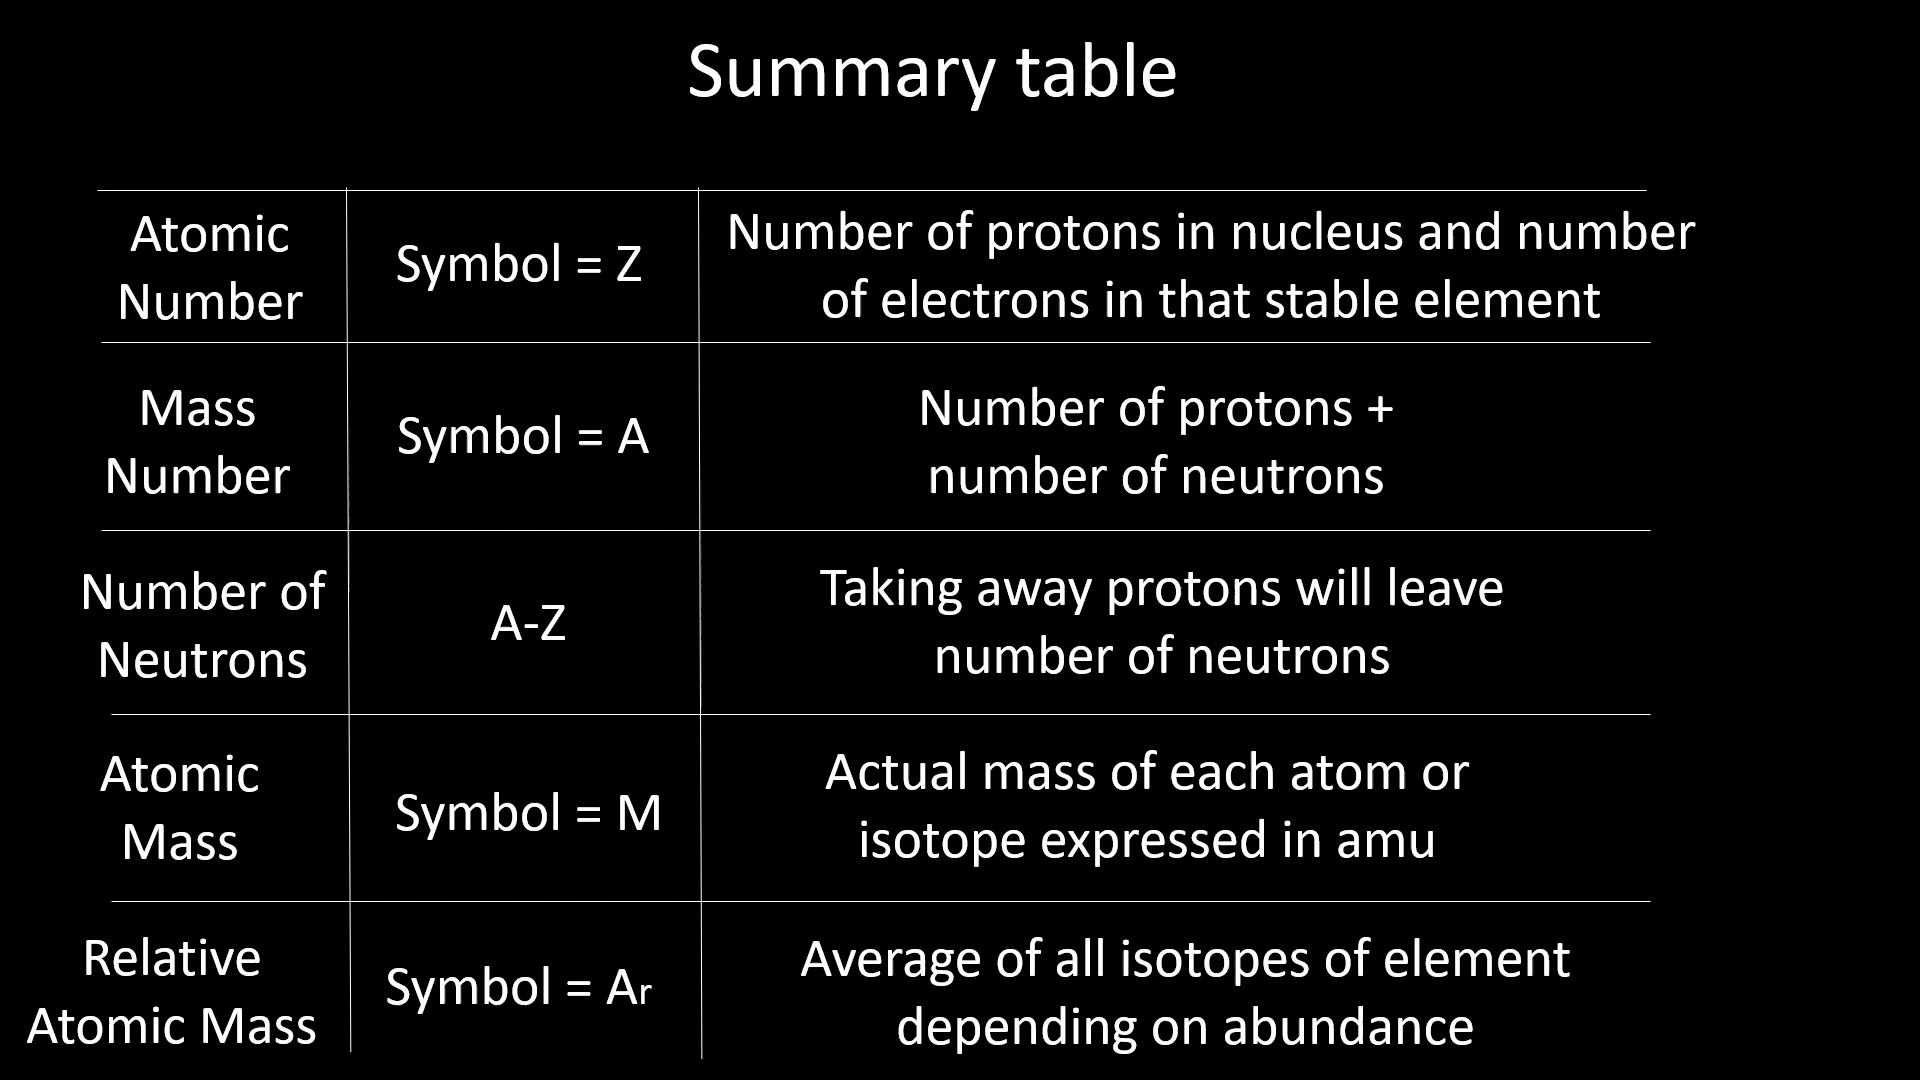 Summary table
Atomic
Number
Symbol = Z
Number of protons in nucleus and number
of electrons in that stable element
Mass
Number
Symbol = A
Number of protons +
number of neutrons
Number of
Neutrons
A-Z
Taking away protons will leave
number of neutrons
Atomic
Mass
Symbol = M
Actual mass of each atom or
isotope expressed in amu
Relative
Atomic Mass
Symbol = Ar
Average of all isotopes of element
depending on abundance